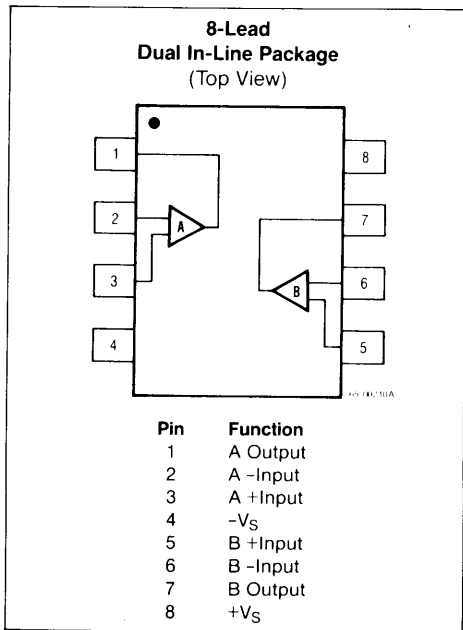 8-Lead
Dual In-Line Package
(Top View)
1
8
2
A
7
3
B
6
4
5
Pin Function
1 A Output
2 A -Input
3 A +Input
4 -VS
5 B +Input
6 B -Input
7 B Output
8 +VS